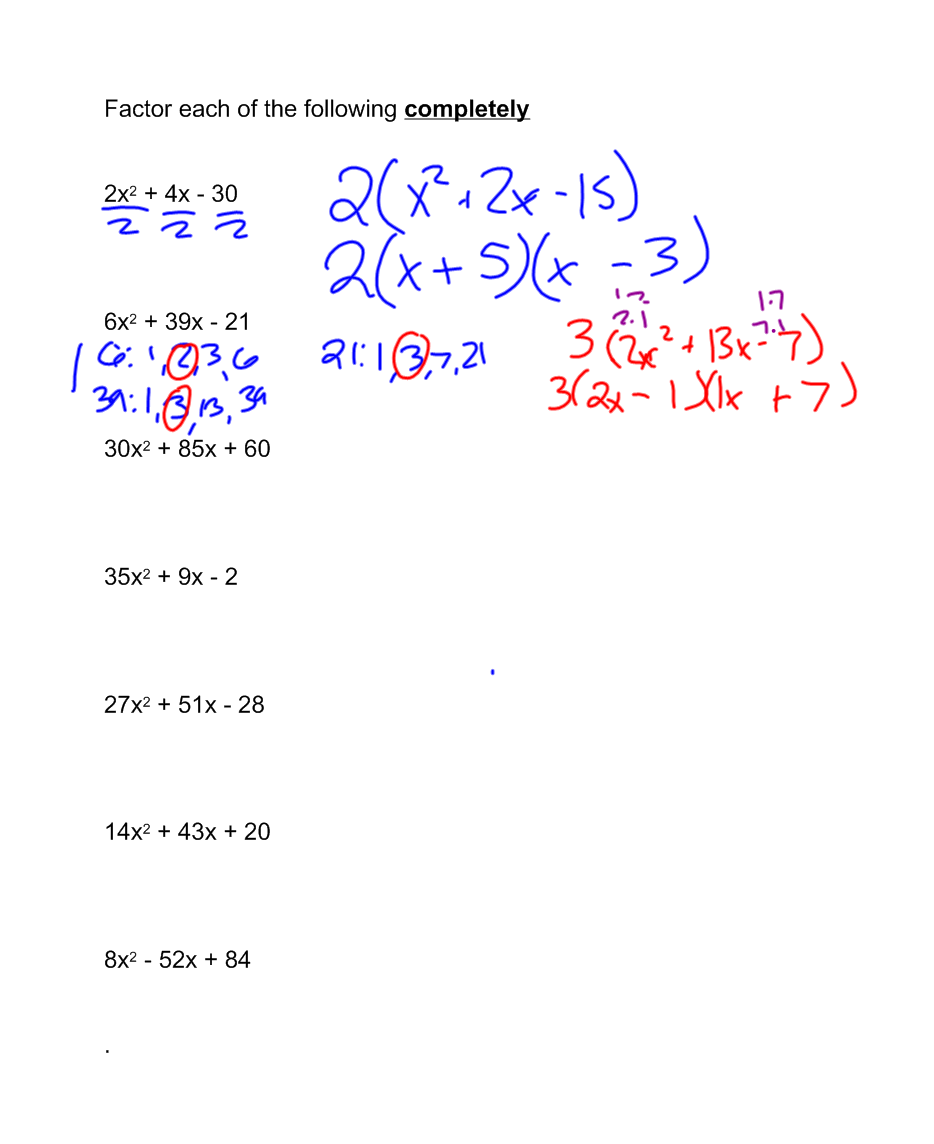 Factor each of the following completely
2x² + 4x - 30
2 2 2
2(x² + 2x - 15)
2(x + 5)(x - 3)
6x² + 39x - 21
6: 1, 2, 3, 6
39: 1, 3, 13, 39
21: 1, 3, 7, 21
1·2
2·1
1·7
7·1
3(2x² + 13x - 7)
3(2x - 1)(1x + 7)
30x² + 85x + 60
35x² + 9x - 2
27x² + 51x - 28
14x² + 43x + 20
8x² - 52x + 84
.